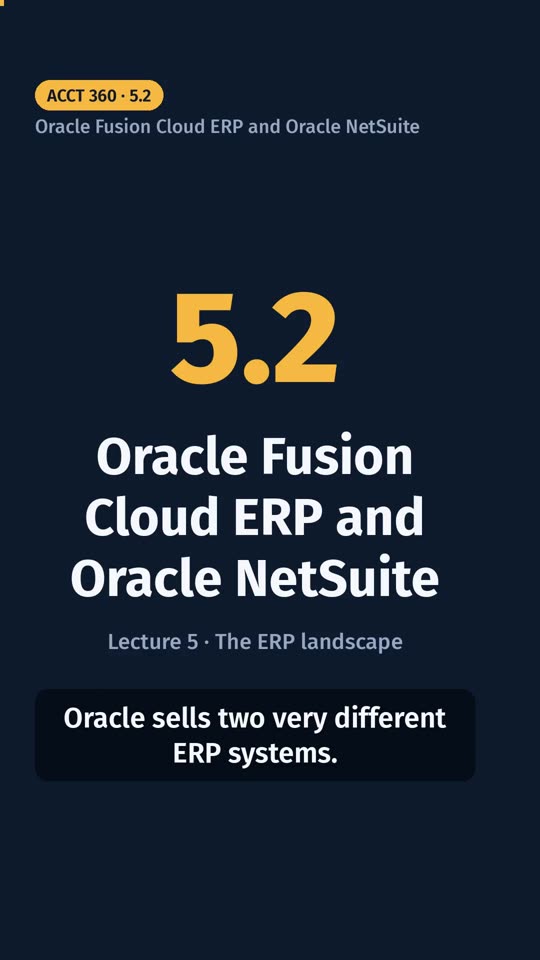 ACCT 360 · 5.2
Oracle Fusion Cloud ERP and Oracle NetSuite
5.2
Oracle Fusion
Cloud ERP and
Oracle NetSuite
Lecture 5 · The ERP landscape
Oracle sells two very different
ERP systems.